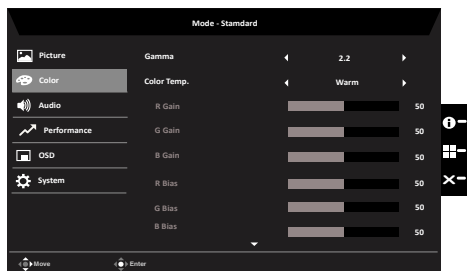 Mode - Standard
Picture
Gamma 2.2
Color
Color Temp. Warm
Audio
R Gain 50
Performance
G Gain 50
OSD
B Gain 50
System
R Bias 50
G Bias 50
B Bias 50
Move Enter